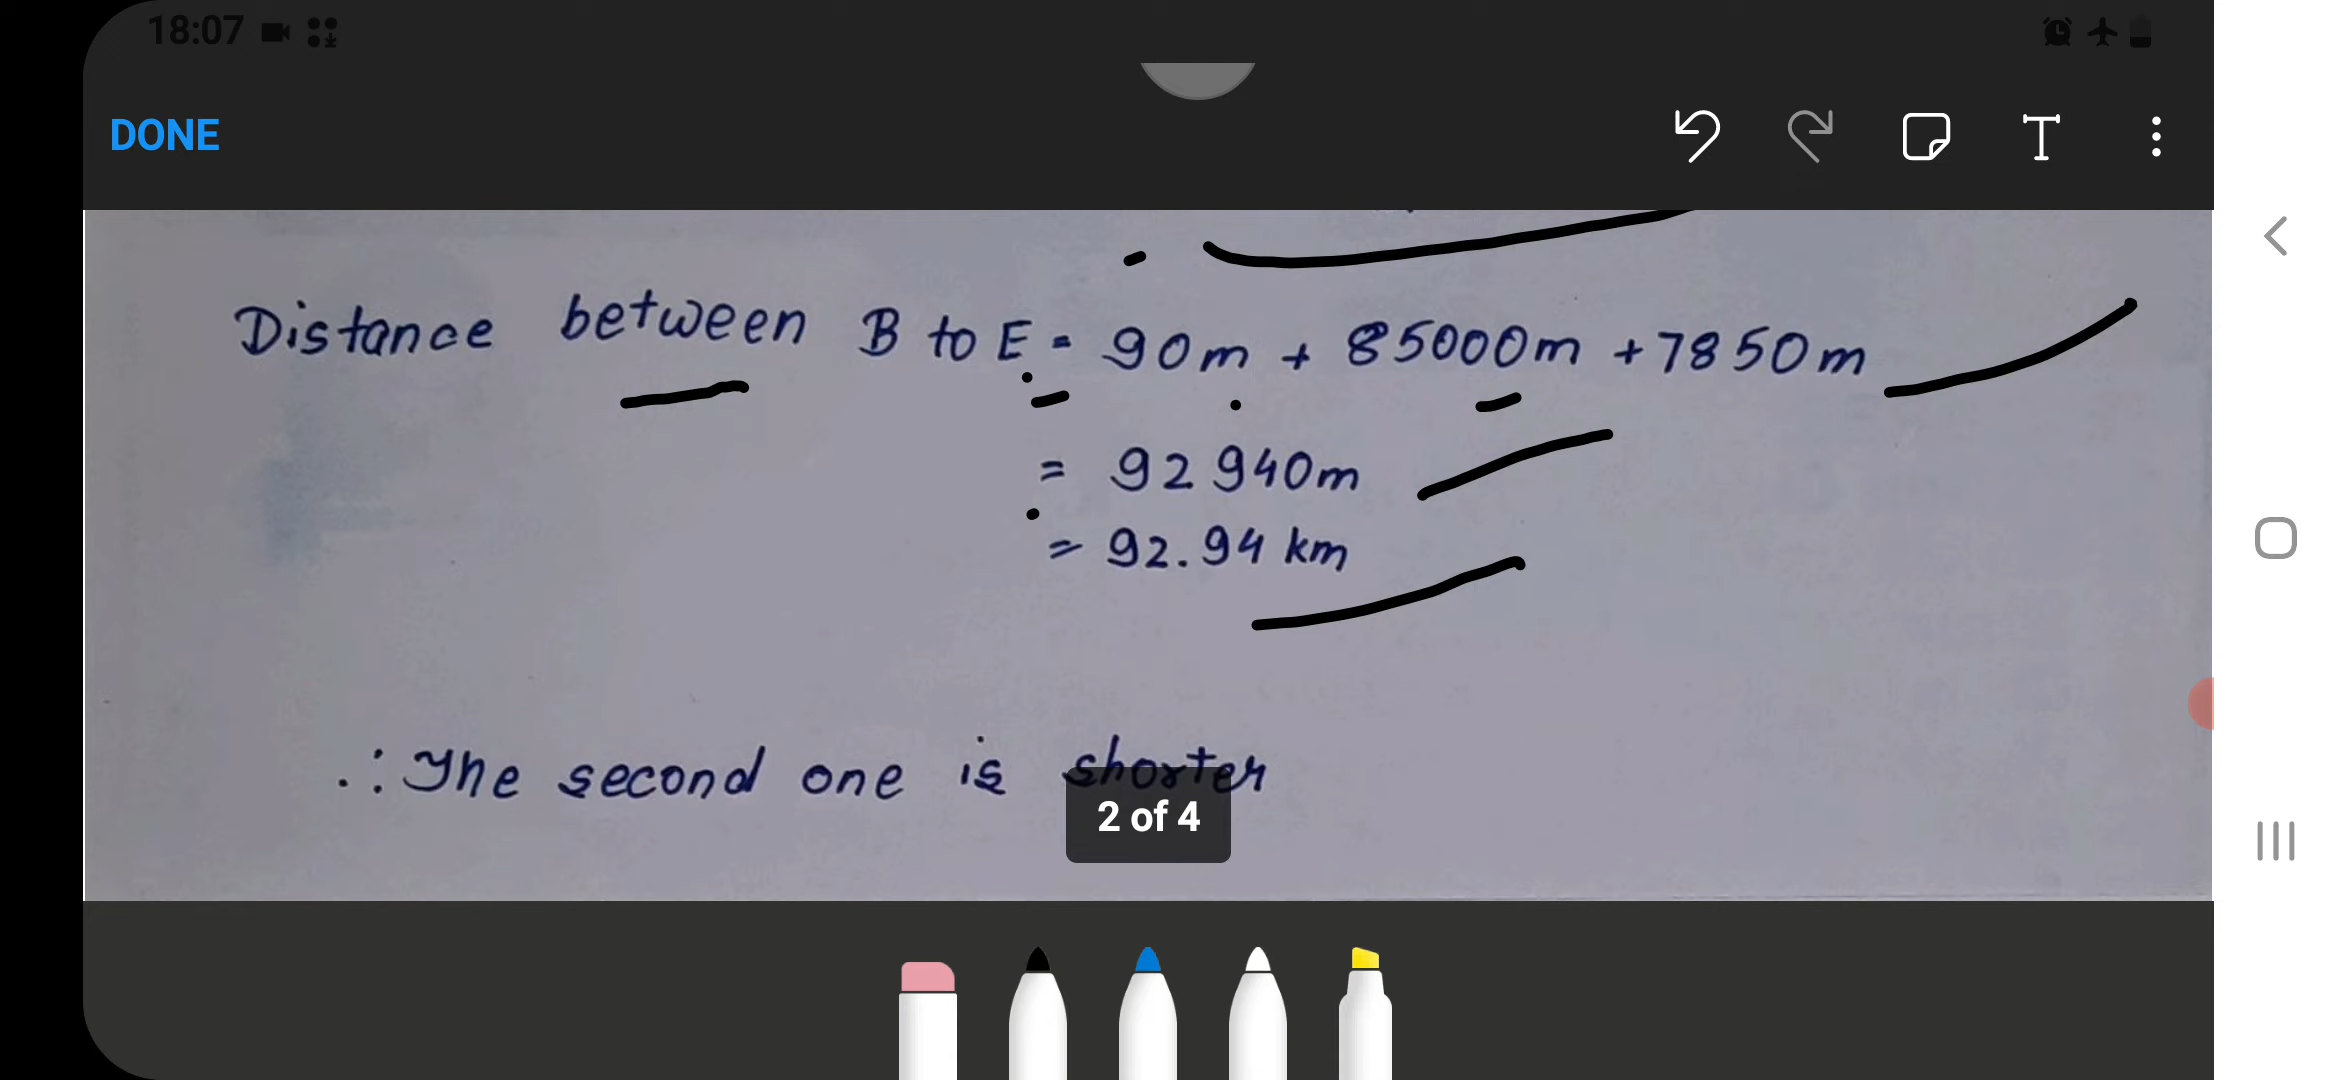 18:07
DONE
Distance between B to E = 90m + 85000m + 7850m
= 92940m
= 92.94 km
∴ The second one is shorter
2 of 4